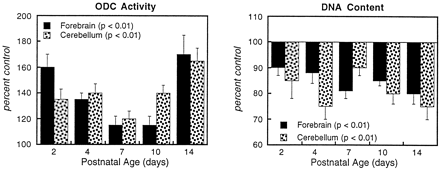 ODC Activity
DNA Content
percent control
200
180
160
140
120
100
Forebrain (p < 0.01)
Cerebellum (p < 0.01)
2 4 7 10 14
Postnatal Age (days)
percent control
100
90
80
70
60
Forebrain (p < 0.01)
Cerebellum (p < 0.01)
2 4 7 10 14
Postnatal Age (days)